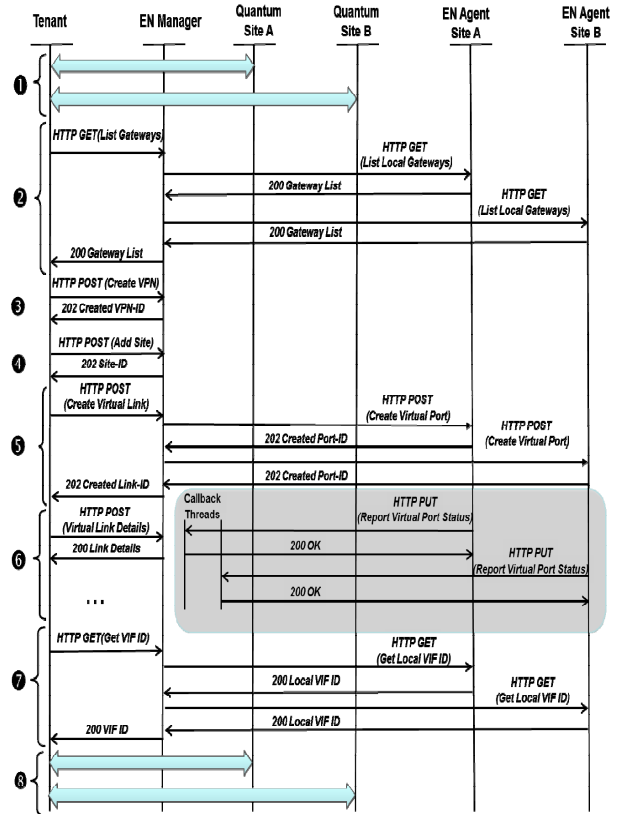 Tenant
EN Manager
Quantum
Site A
Quantum
Site B
EN Agent
Site A
EN Agent
Site B
❶
❷
HTTP GET(List Gateways)
HTTP GET
(List Local Gateways)
200 Gateway List
HTTP GET
(List Local Gateways)
200 Gateway List
200 Gateway List
❸
HTTP POST (Create VPN)
202 Created VPN-ID
❹
HTTP POST (Add Site)
202 Site-ID
❺
HTTP POST
(Create Virtual Link)
HTTP POST
(Create Virtual Port)
202 Created Port-ID
HTTP POST
(Create Virtual Port)
202 Created Port-ID
202 Created Link-ID
❻
HTTP POST
(Virtual Link Details)
200 Link Details
...
Callback
Threads
HTTP PUT
(Report Virtual Port Status)
200 OK
HTTP PUT
(Report Virtual Port Status)
200 OK
❼
HTTP GET(Get VIF ID)
HTTP GET
(Get Local VIF ID)
200 Local VIF ID
HTTP GET
(Get Local VIF ID)
200 Local VIF ID
200 VIF ID
❽